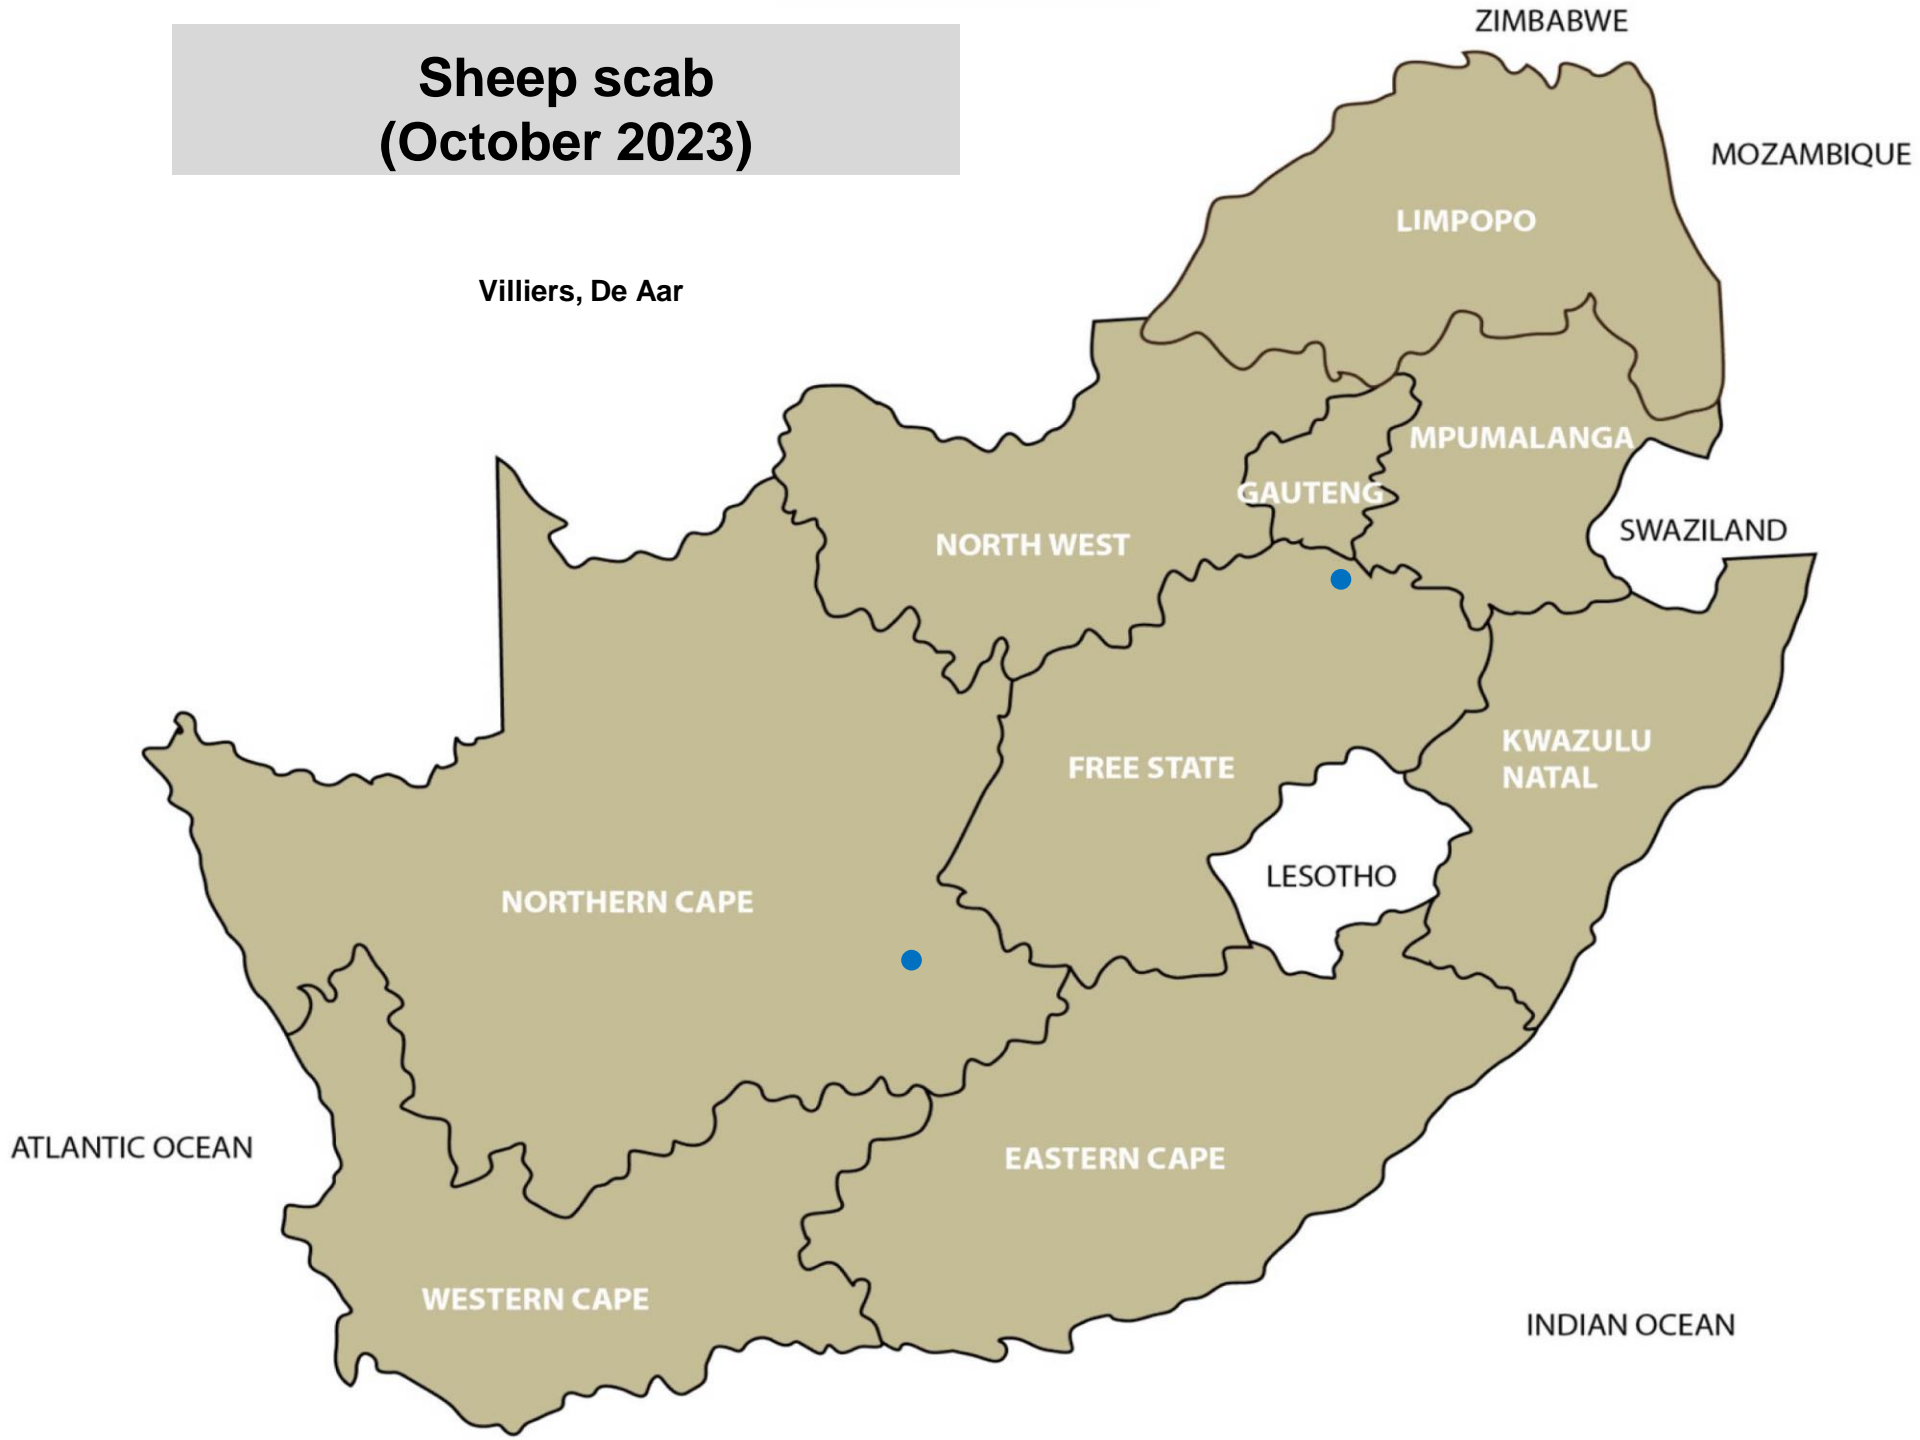 ZIMBABWE
Sheep scab
(October 2023)
MOZAMBIQUE
LIMPOPO
Villiers, De Aar
MPUMALANGA
GAUTENG
SWAZILAND
NORTH WEST
KWAZULU
NATAL
FREE STATE
LESOTHO
NORTHERN CAPE
ATLANTIC OCEAN
EASTERN CAPE
WESTERN CAPE
INDIAN OCEAN